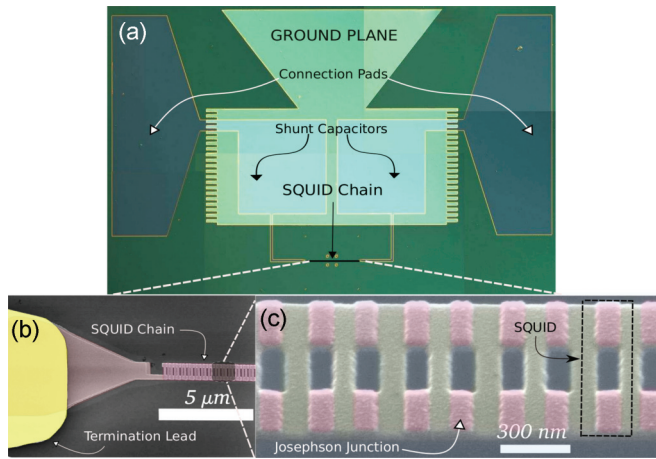 (a)
GROUND PLANE
Connection Pads
Shunt Capacitors
SQUID Chain
(b)
SQUID Chain
5 μm
Termination Lead
(c)
SQUID
Josephson Junction
300 nm